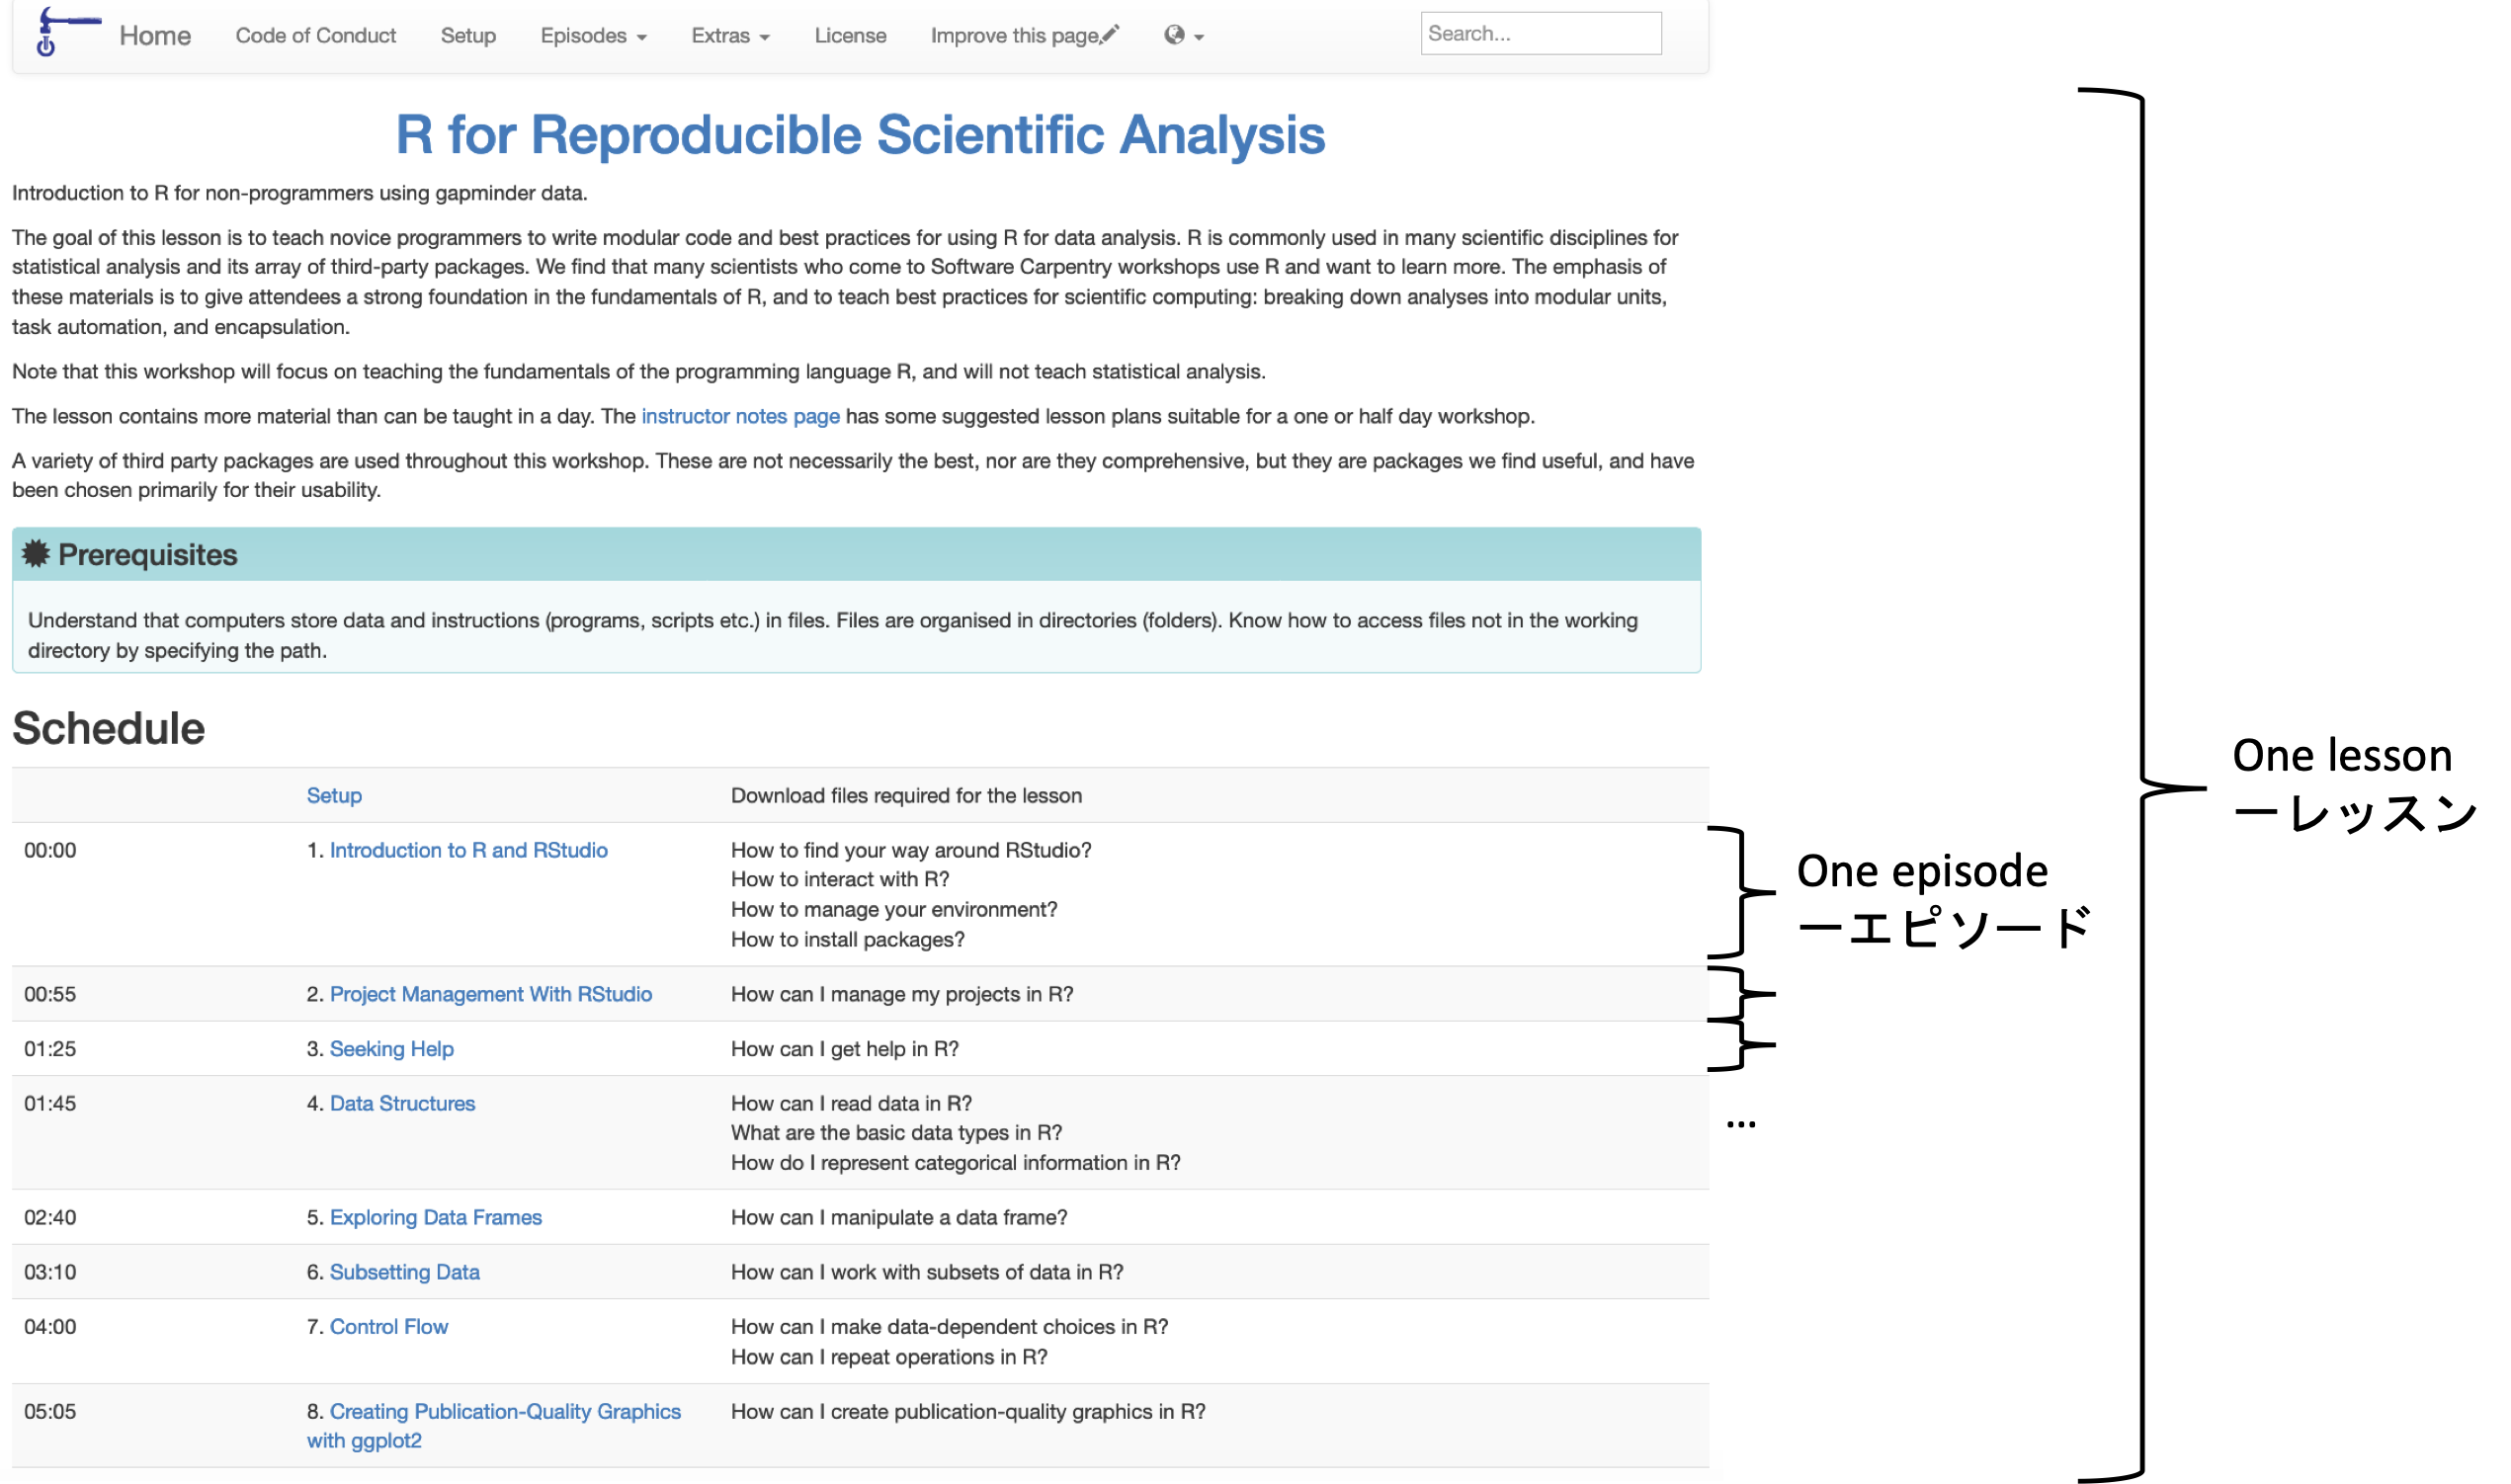 Home Code of Conduct Setup Episodes Extras License Improve this page Search...
R for Reproducible Scientific Analysis
Introduction to R for non-programmers using gapminder data.
The goal of this lesson is to teach novice programmers to write modular code and best practices for using R for data analysis. R is commonly used in many scientific disciplines for
statistical analysis and its array of third-party packages. We find that many scientists who come to Software Carpentry workshops use R and want to learn more. The emphasis of
these materials is to give attendees a strong foundation in the fundamentals of R, and to teach best practices for scientific computing: breaking down analyses into modular units,
task automation, and encapsulation.
Note that this workshop will focus on teaching the fundamentals of the programming language R, and will not teach statistical analysis.
The lesson contains more material than can be taught in a day. The instructor notes page has some suggested lesson plans suitable for a one or half day workshop.
A variety of third party packages are used throughout this workshop. These are not necessarily the best, nor are they comprehensive, but they are packages we find useful, and have
been chosen primarily for their usability.
Prerequisites
Understand that computers store data and instructions (programs, scripts etc.) in files. Files are organised in directories (folders). Know how to access files not in the working
directory by specifying the path.
Schedule
Setup Download files required for the lesson
00:00 1. Introduction to R and RStudio How to find your way around RStudio?
How to interact with R?
How to manage your environment?
How to install packages?
00:55 2. Project Management With RStudio How can I manage my projects in R?
01:25 3. Seeking Help How can I get help in R?
01:45 4. Data Structures How can I read data in R?
What are the basic data types in R?
How do I represent categorical information in R?
02:40 5. Exploring Data Frames How can I manipulate a data frame?
03:10 6. Subsetting Data How can I work with subsets of data in R?
04:00 7. Control Flow How can I make data-dependent choices in R?
How can I repeat operations in R?
05:05 8. Creating Publication-Quality Graphics How can I create publication-quality graphics in R?
with ggplot2
One episode
一エピソード
...
One lesson
一レッスン